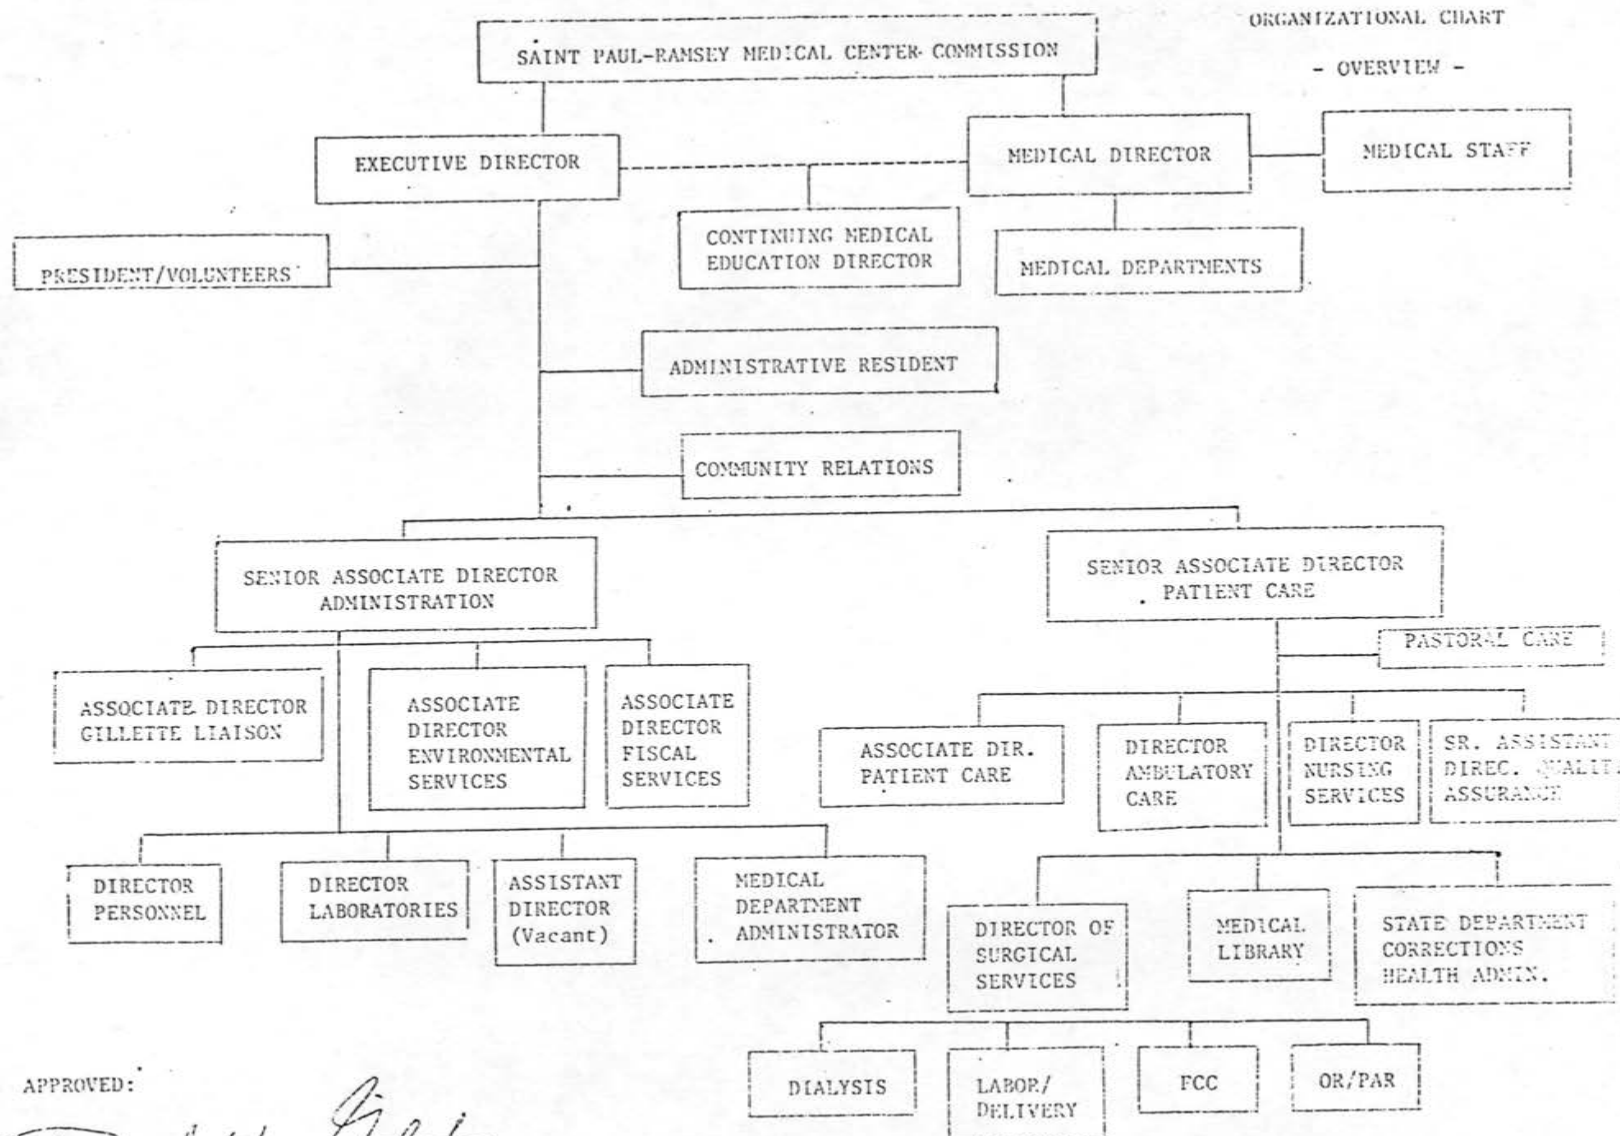 ORGANIZATIONAL CHART
- OVERVIEW -
SAINT PAUL-RAMSEY MEDICAL CENTER COMMISSION
EXECUTIVE DIRECTOR
MEDICAL DIRECTOR
MEDICAL STAFF
CONTINUING MEDICAL
EDUCATION DIRECTOR
MEDICAL DEPARTMENTS
PRESIDENT/VOLUNTEERS
ADMINISTRATIVE RESIDENT
COMMUNITY RELATIONS
SENIOR ASSOCIATE DIRECTOR
ADMINISTRATION
SENIOR ASSOCIATE DIRECTOR
PATIENT CARE
PASTORAL CARE
ASSOCIATE DIRECTOR
GILLETTE LIAISON
ASSOCIATE
DIRECTOR
ENVIRONMENTAL
SERVICES
ASSOCIATE
DIRECTOR
FISCAL
SERVICES
ASSOCIATE DIR.
PATIENT CARE
DIRECTOR
AMBULATORY
CARE
DIRECTOR
NURSING
SERVICES
SR. ASSISTANT
DIREC. QUALIT
ASSURANCE
DIRECTOR
PERSONNEL
DIRECTOR
LABORATORIES
ASSISTANT
DIRECTOR
(Vacant)
MEDICAL
DEPARTMENT
ADMINISTRATOR
DIRECTOR OF
SURGICAL
SERVICES
MEDICAL
LIBRARY
STATE DEPARTMENT
CORRECTIONS
HEALTH ADMIN.
DIALYSIS
LABOR/
DELIVERY
FCC
OR/PAR
APPROVED: